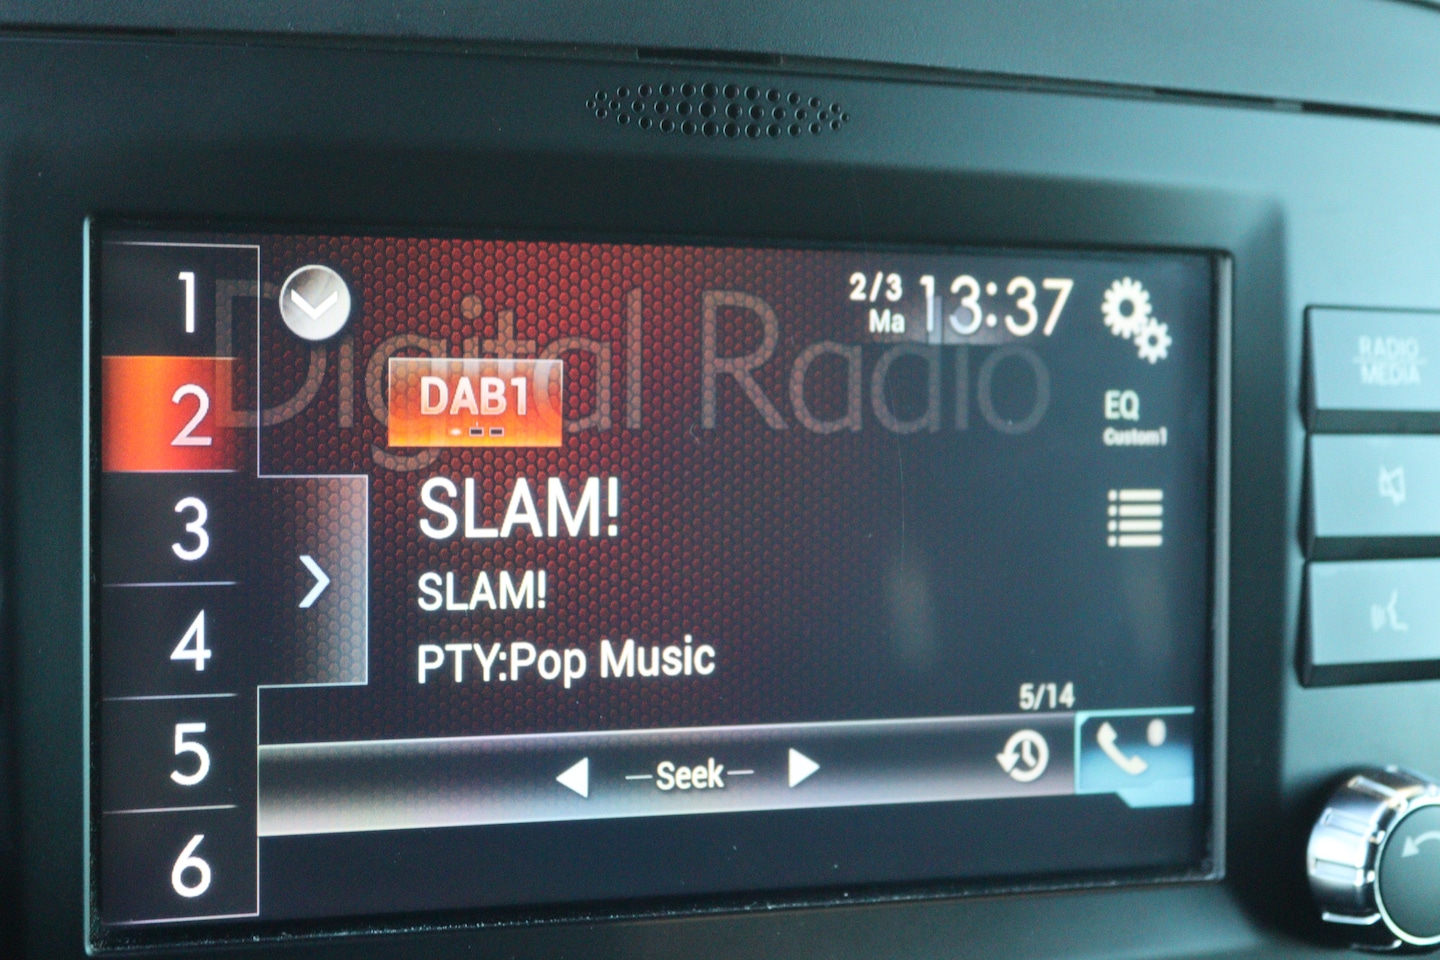 1
2
3
4
5
6
Digital Radio
2/3
Ma
13:37
DAB1
EQ
Custom1
SLAM!
SLAM!
PTY:Pop Music
5/14
Seek
RADIO
MEDIA